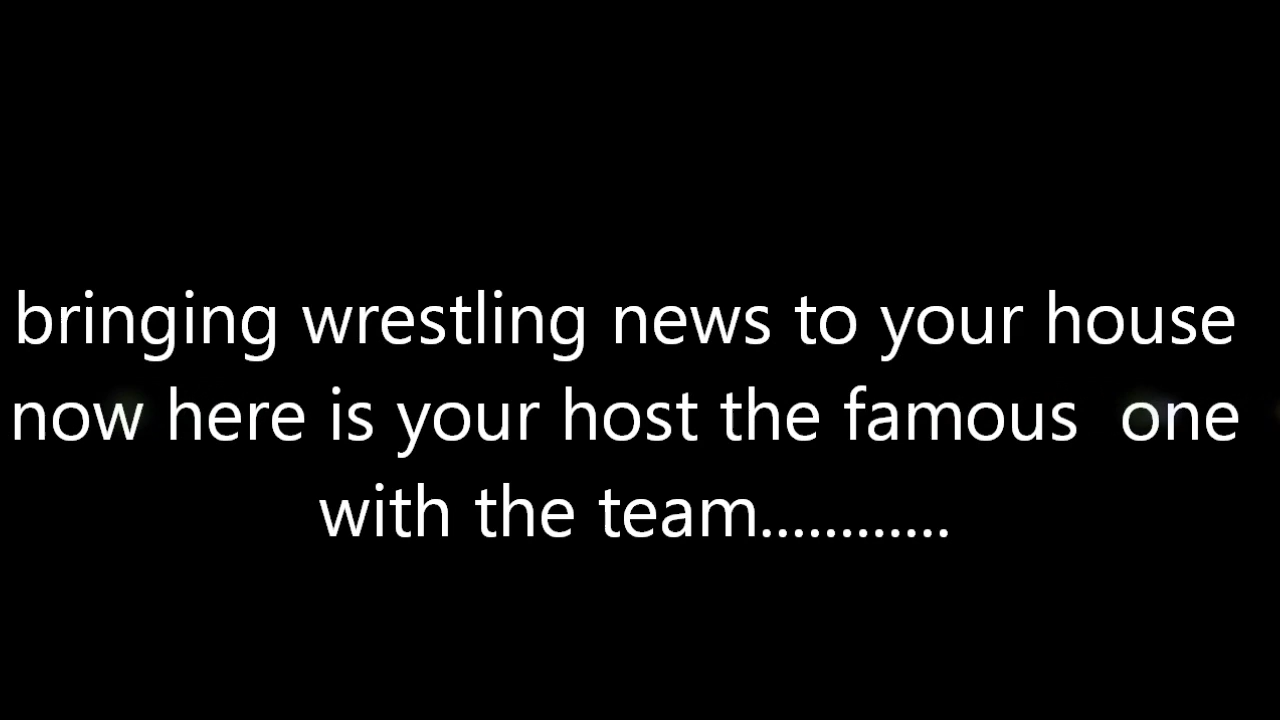 bringing wrestling news to your house
now here is your host the famous  one
with the team............